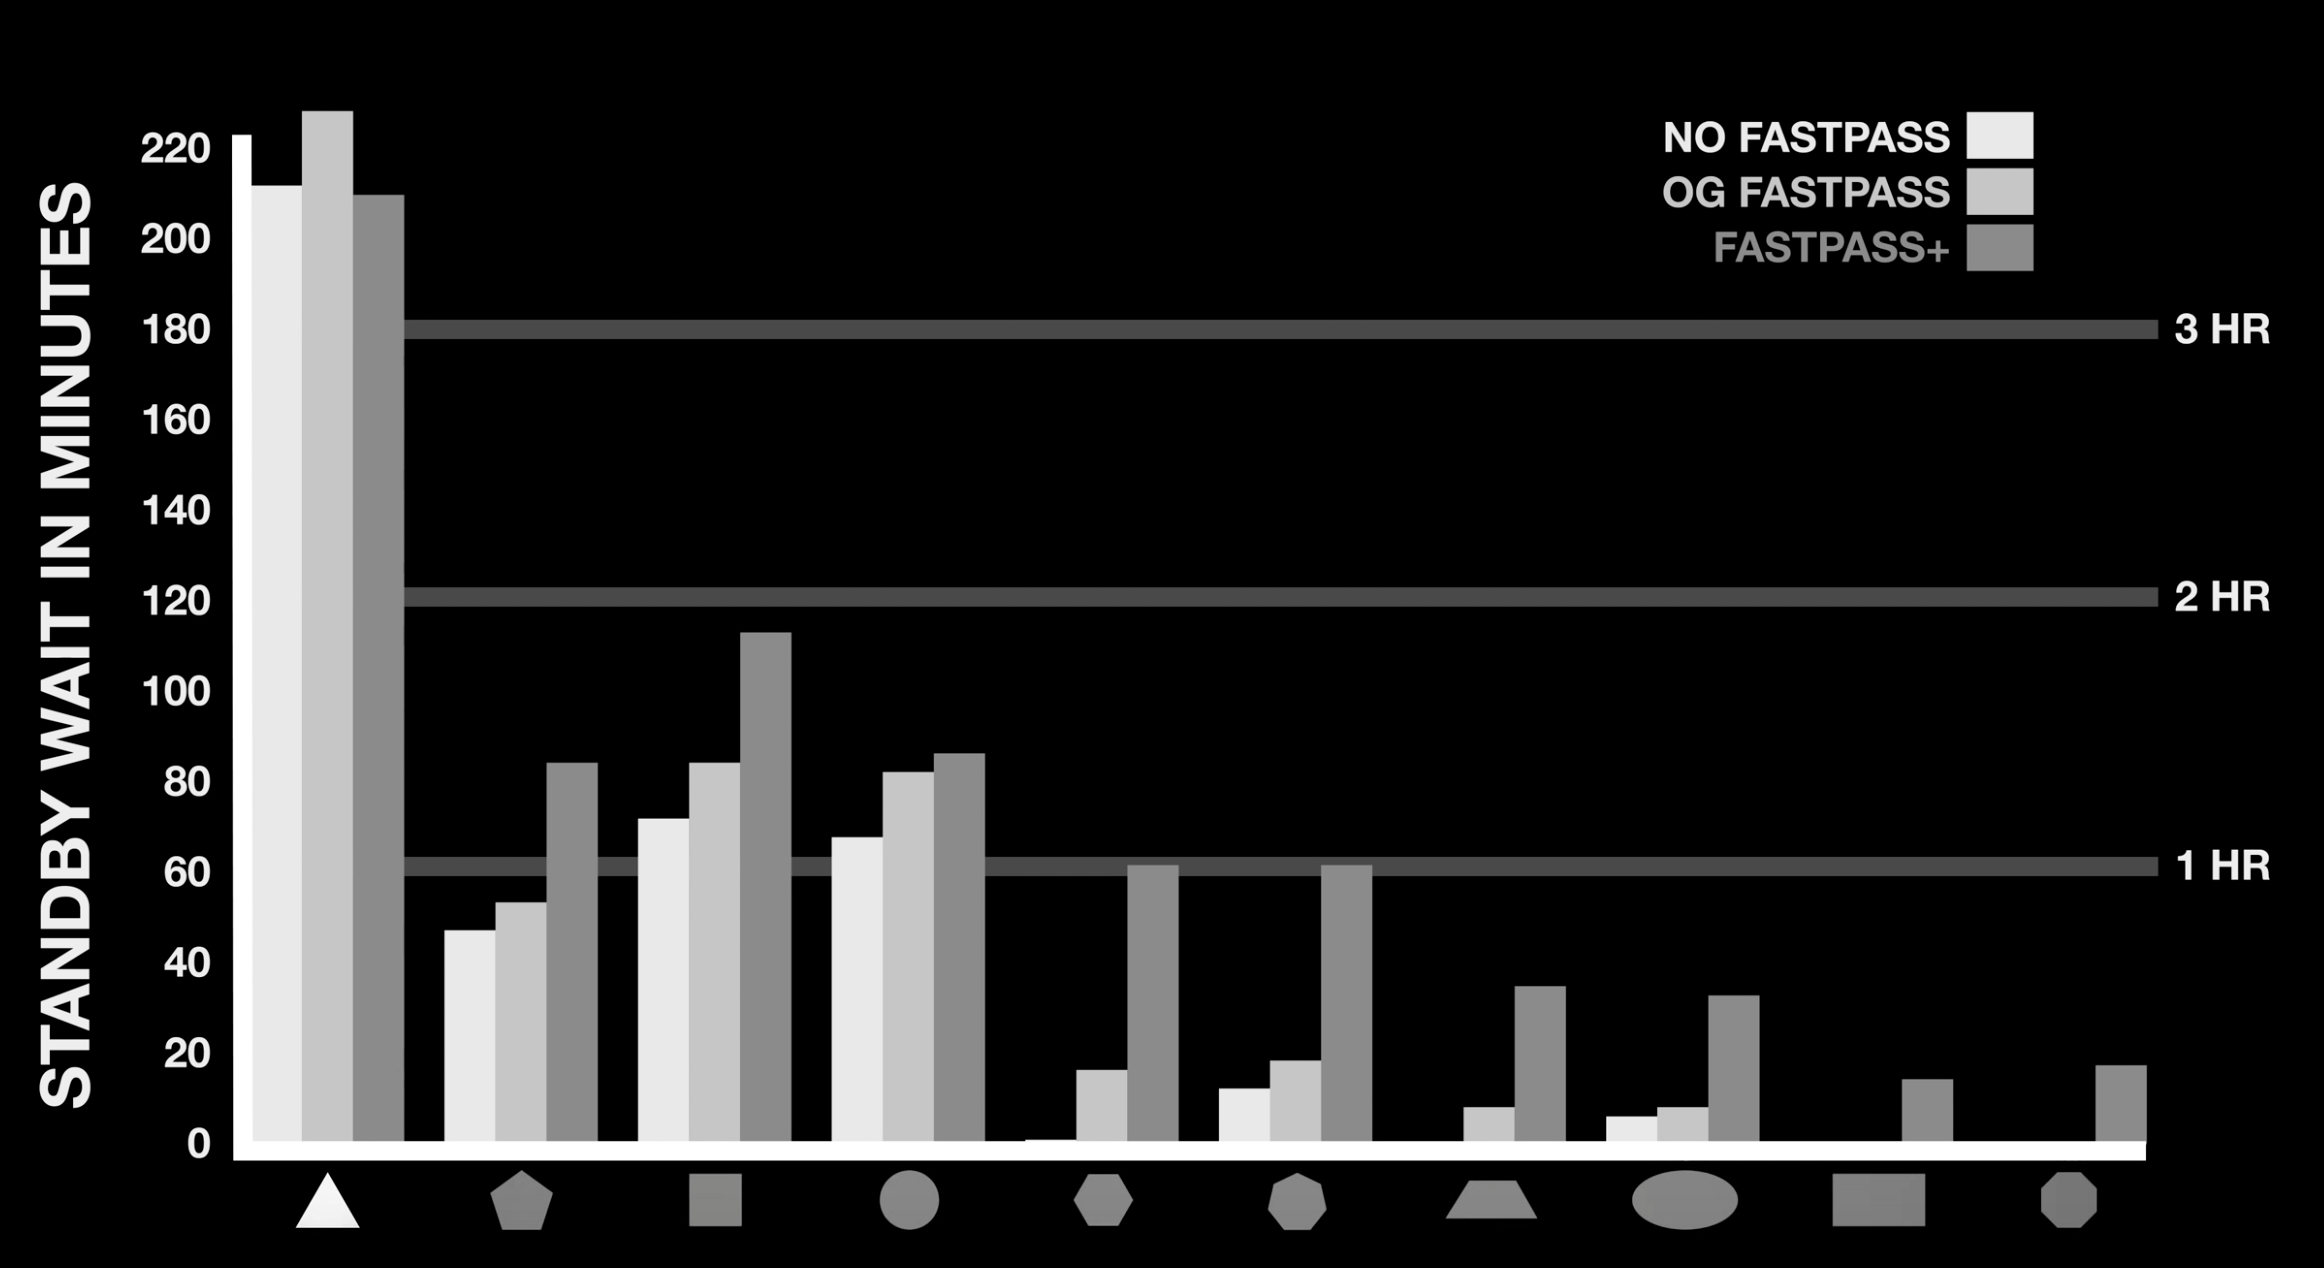 STANDBY WAIT IN MINUTES
220
200
180
160
140
120
100
80
60
40
20
0
NO FASTPASS
OG FASTPASS
FASTPASS+
3 HR
2 HR
1 HR